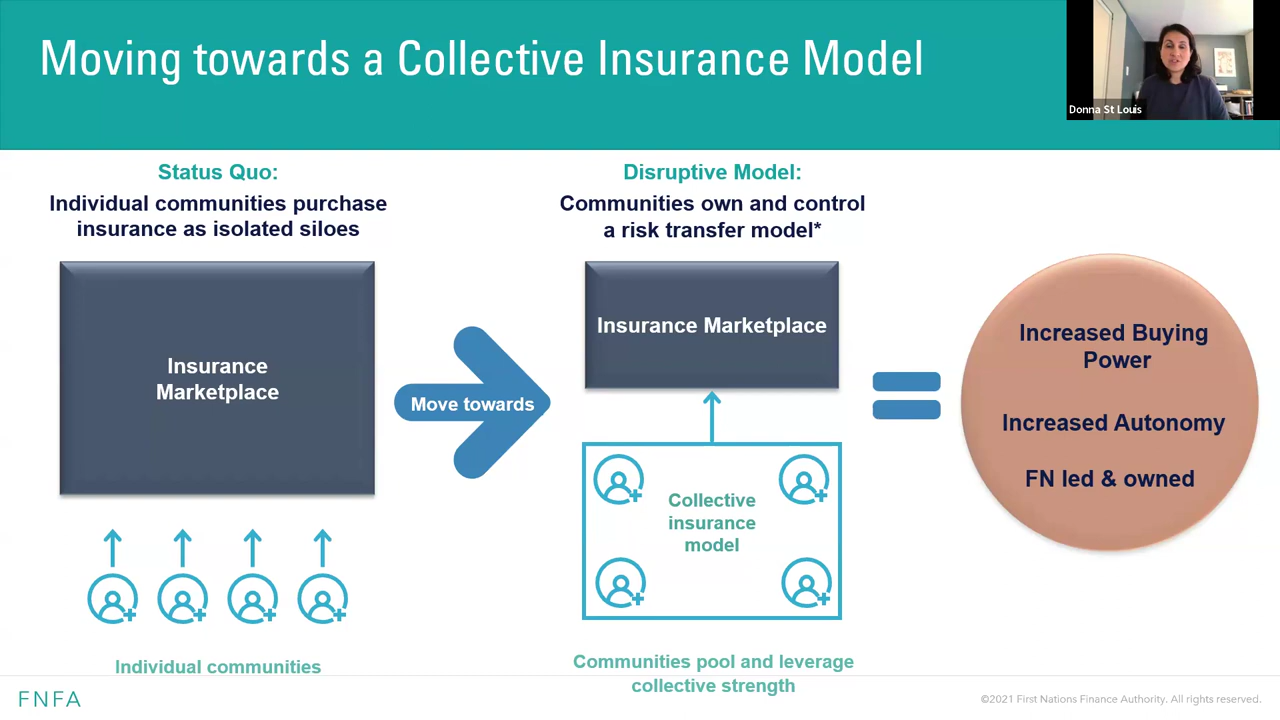 Moving towards a Collective Insurance Model
Donna St Louis
Status Quo:
Individual communities purchase
insurance as isolated siloes
Insurance
Marketplace
Individual communities
Move towards
Disruptive Model:
Communities own and control
a risk transfer model*
Insurance Marketplace
Collective
insurance
model
Communities pool and leverage
collective strength
Increased Buying
Power
Increased Autonomy
FN led & owned
FNFA
©2021 First Nations Finance Authority. All rights reserved.